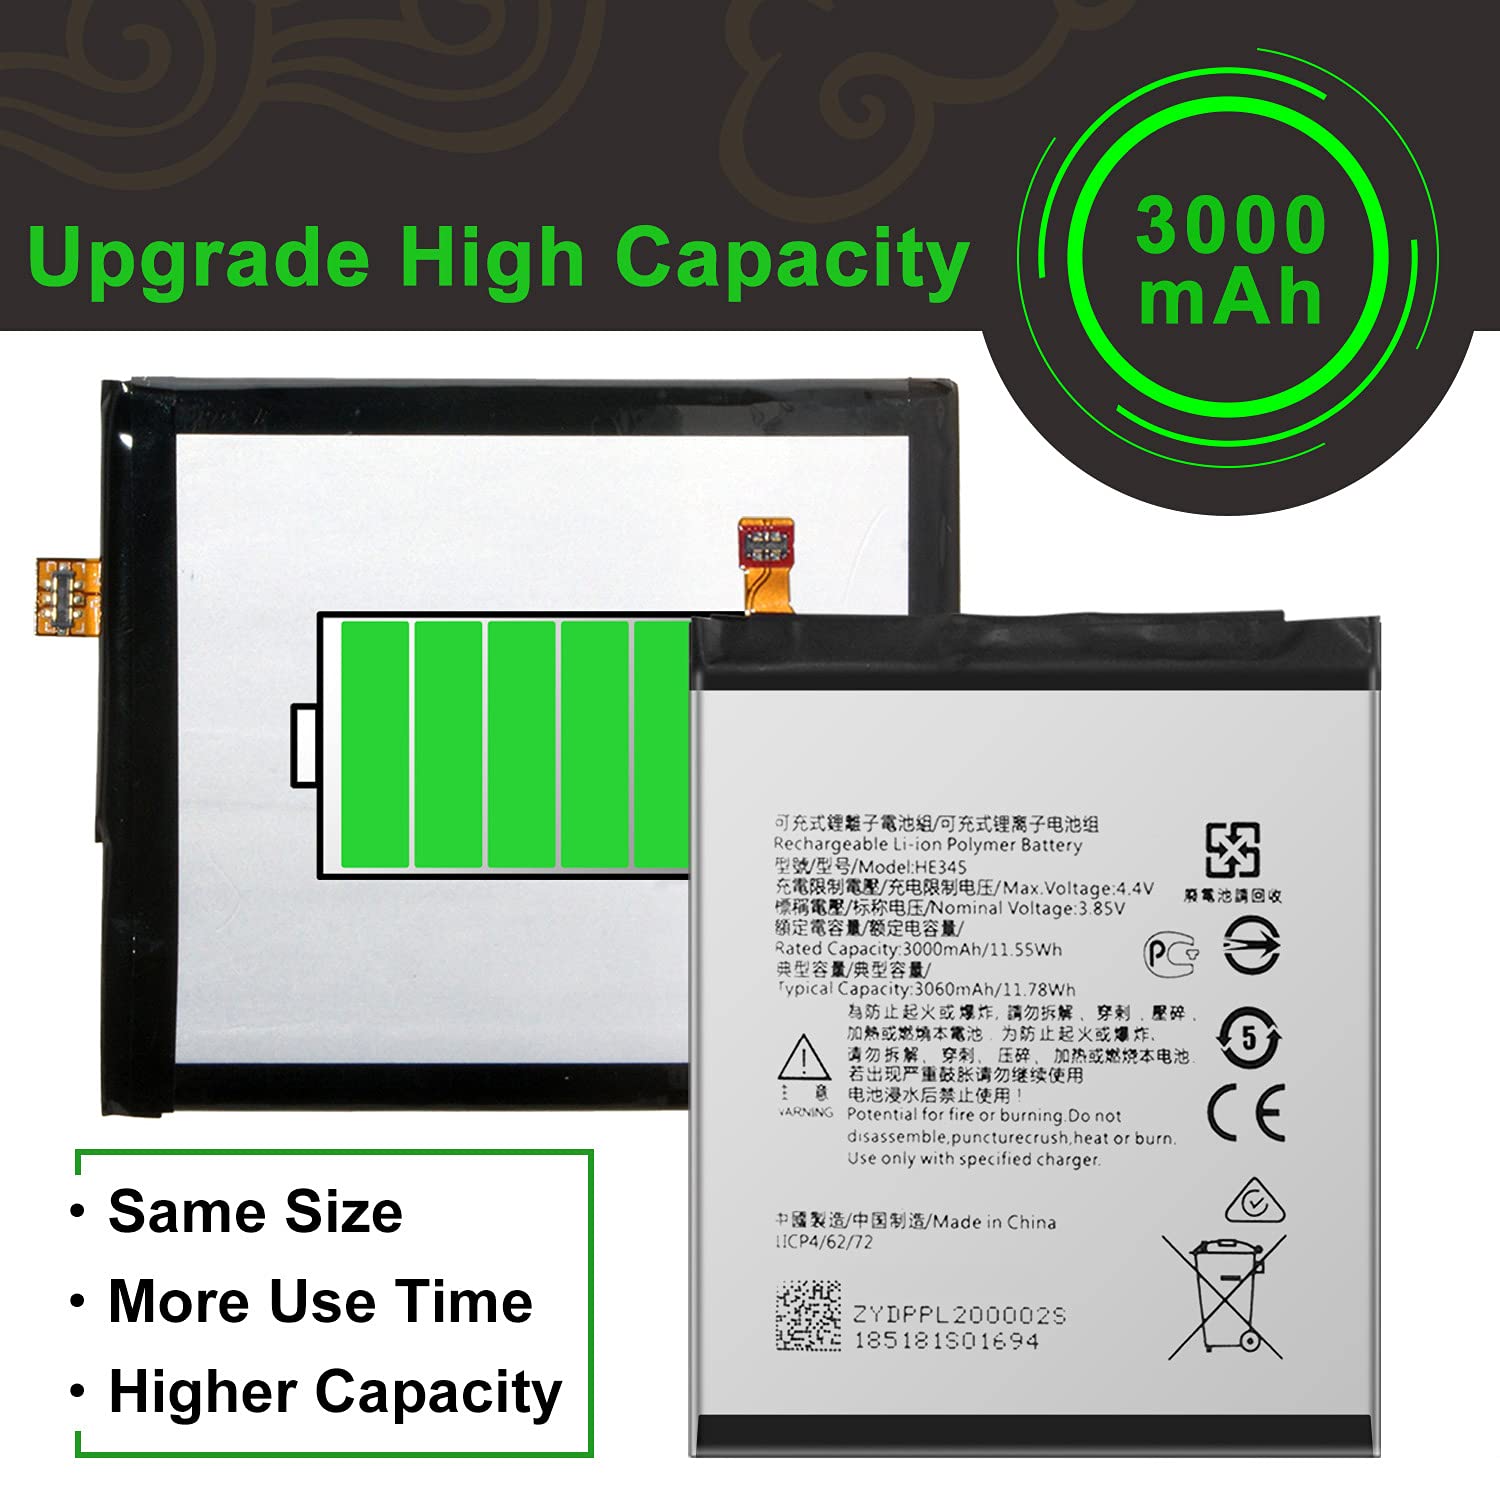 Upgrade High Capacity
3000
mAh
可充式鋰離子電池組/可充式锂离子电池组
Rechargeable Li-ion Polymer Battery
型號/型号/Model:HE345
充電限制電壓/充电限制电压/Max.Voltage:4.4V
標稱電壓/标称电压/Nominal Voltage:3.85V
額定電容量/额定电容量/
Rated Capacity:3000mAh/11.55Wh
典型容量/典型容量/
Typical Capacity:3060mAh/11.78Wh
廢電池請回收
PC
5
為防止起火或爆炸, 請勿拆解、穿刺、壓碎、
加熱或燃燒本電池. 为防止起火或爆炸、
请勿拆解、穿刺、压碎、加热或燃烧本电池.
若出现严重鼓胀请勿继续使用
电池浸水后禁止使用!
注 意
WARNING
Potential for fire or burning.Do not
disassemble,puncturecrush,heat or burn.
Use only with specified charger.
CE
中國製造/中国制造/Made in China
1ICP4/62/72
ZYDPPL200002S
185181S01694
• Same Size
• More Use Time
• Higher Capacity